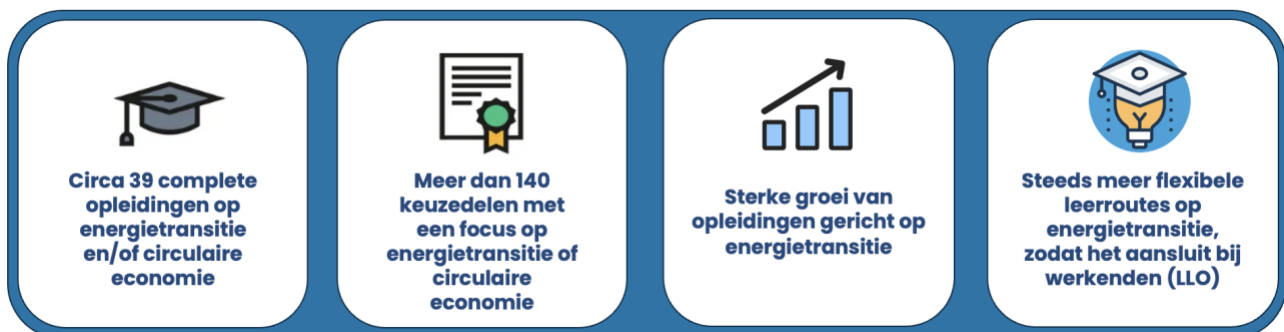 Circa 39 complete
opleidingen op
energietransitie
en/of circulaire
economie
Meer dan 140
keuzedelen met
een focus op
energietransitie of
circulaire
economie
Sterke groei van
opleidingen gericht op
energietransitie
Steeds meer flexibele
leerroutes op
energietransitie,
zodat het aansluit bij
werkenden (LLO)